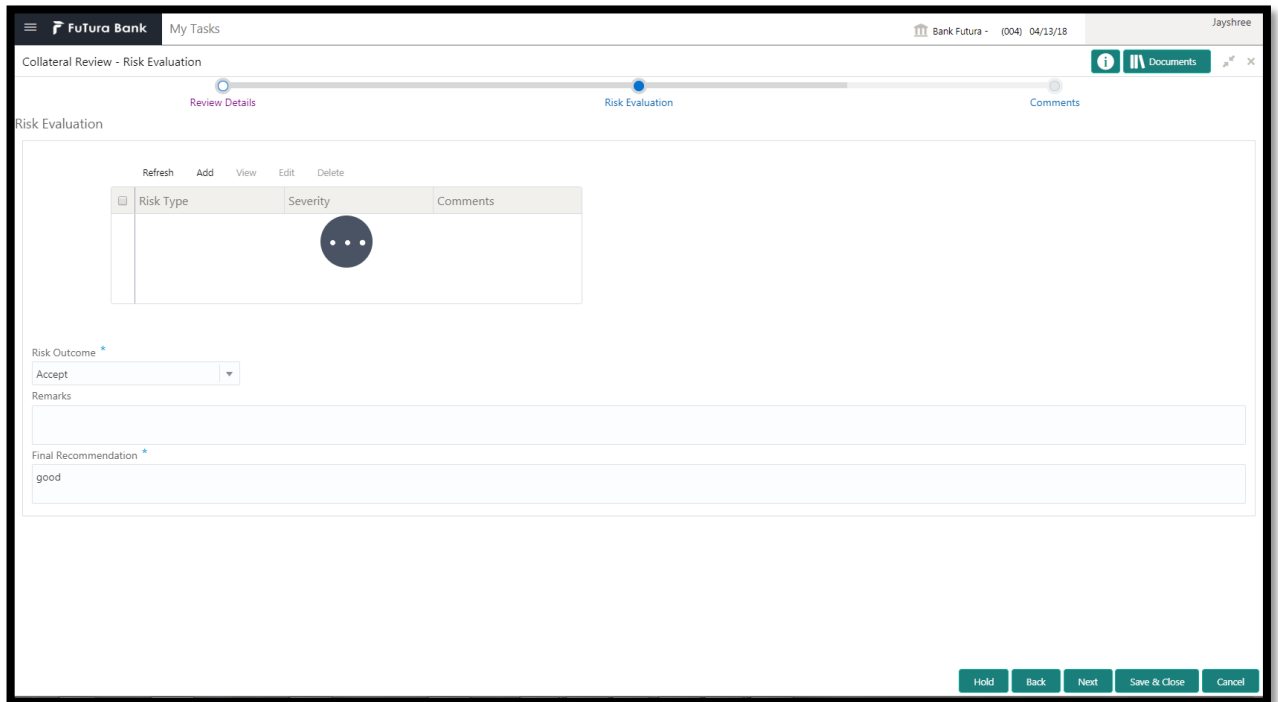 FuTura Bank My Tasks Bank Futura - (004) 04/13/18 Jayshree
Collateral Review - Risk Evaluation Documents
Review Details Risk Evaluation Comments
Risk Evaluation
Refresh Add View Edit Delete
Risk Type Severity Comments
Risk Outcome *
Accept
Remarks
Final Recommendation *
good
Hold Back Next Save & Close Cancel